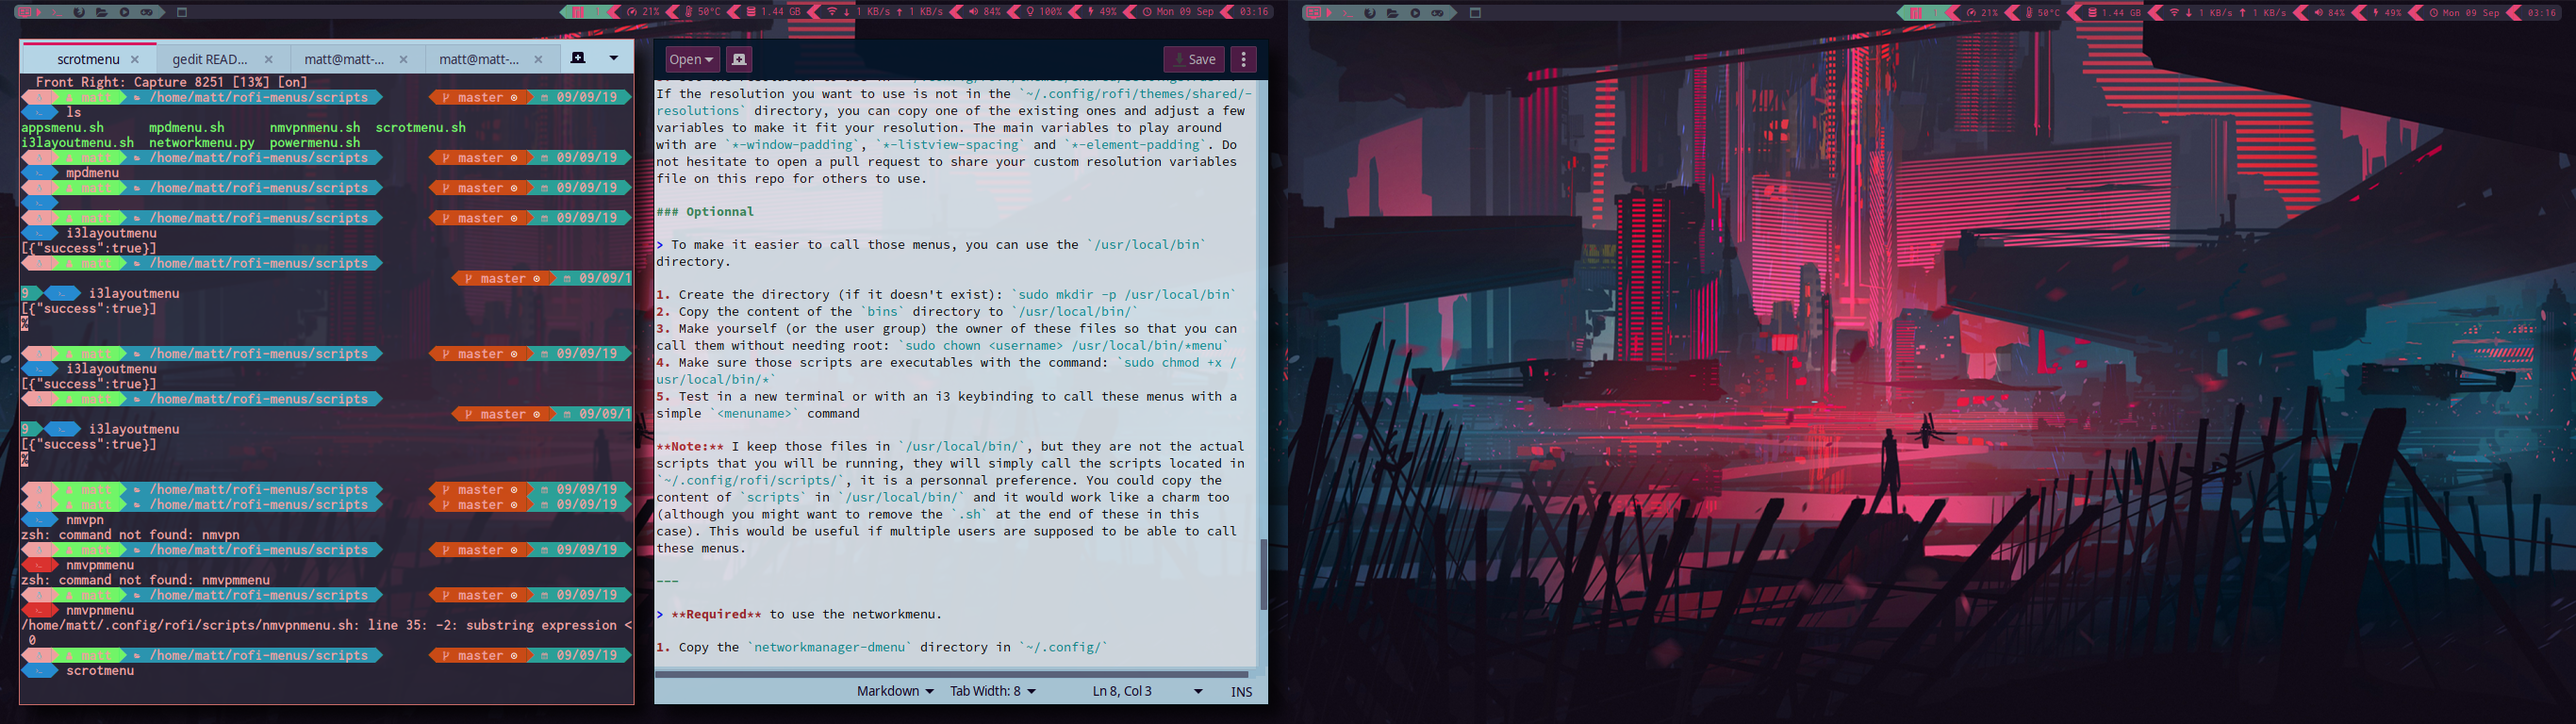 21% 50°C 1.44 GB 1 KB/s 1 KB/s 84% 100% 49% Mon 09 Sep 03:16
21% 50°C 1.44 GB 1 KB/s 1 KB/s 84% 49% Mon 09 Sep 03:16
scrotmenu gedit READ... matt@matt-... matt@matt-...
Front Right: Capture 8251 [13%] [on]
matt /home/matt/rofi-menus/scripts master 09/09/19
ls
appsmenu.sh mpdmenu.sh nmvpnmenu.sh scrotmenu.sh
i3layoutmenu.sh networkmenu.py powermenu.sh
matt /home/matt/rofi-menus/scripts master 09/09/19
mpdmenu
matt /home/matt/rofi-menus/scripts master 09/09/19
matt /home/matt/rofi-menus/scripts master 09/09/19
i3layoutmenu
[{"success":true}]
matt /home/matt/rofi-menus/scripts
master 09/09/1
9 i3layoutmenu
[{"success":true}]
%
matt /home/matt/rofi-menus/scripts master 09/09/19
i3layoutmenu
[{"success":true}]
matt /home/matt/rofi-menus/scripts
master 09/09/1
9 i3layoutmenu
[{"success":true}]
%
matt /home/matt/rofi-menus/scripts master 09/09/19
matt /home/matt/rofi-menus/scripts master 09/09/19
nmvpn
zsh: command not found: nmvpn
matt /home/matt/rofi-menus/scripts master 09/09/19
nmvpmmenu
zsh: command not found: nmvpmmenu
matt /home/matt/rofi-menus/scripts master 09/09/19
nmvpnmenu
/home/matt/.config/rofi/scripts/nmvpnmenu.sh: line 35: -2: substring expression <
0
matt /home/matt/rofi-menus/scripts master 09/09/19
scrotmenu
Open Save
If the resolution you want to use is not in the `~/.config/rofi/themes/shared/-
resolutions` directory, you can copy one of the existing ones and adjust a few
variables to make it fit your resolution. The main variables to play around
with are `*-window-padding`, `*-listview-spacing` and `*-element-padding`. Do
not hesitate to open a pull request to share your custom resolution variables
file on this repo for others to use.
### Optionnal
> To make it easier to call those menus, you can use the `/usr/local/bin`
directory.
1. Create the directory (if it doesn't exist): `sudo mkdir -p /usr/local/bin`
2. Copy the content of the `bins` directory to `/usr/local/bin/`
3. Make yourself (or the user group) the owner of these files so that you can
call them without needing root: `sudo chown <username> /usr/local/bin/*menu`
4. Make sure those scripts are executables with the command: `sudo chmod +x /
usr/local/bin/*`
5. Test in a new terminal or with an i3 keybinding to call these menus with a
simple `<menuname>` command
**Note:** I keep those files in `/usr/local/bin/`, but they are not the actual
scripts that you will be running, they will simply call the scripts located in
`~/.config/rofi/scripts/`, it is a personnal preference. You could copy the
content of `scripts` in `/usr/local/bin/` and it would work like a charm too
(although you might want to remove the `.sh` at the end of these in this
case). This would be useful if multiple users are supposed to be able to call
these menus.
---
> **Required** to use the networkmenu.
1. Copy the `networkmanager-dmenu` directory in `~/.config/`
Markdown Tab Width: 8 Ln 8, Col 3 INS